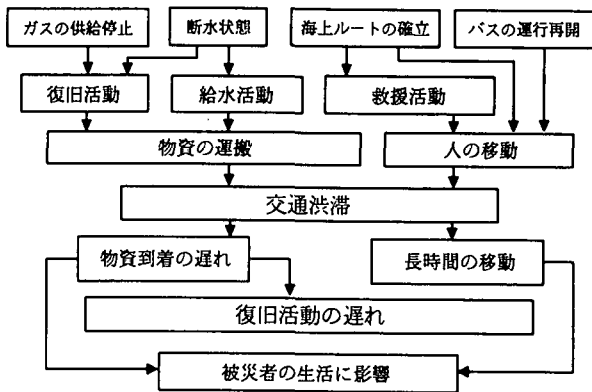 ガスの供給停止
断水状態
海上ルートの確立
バスの運行再開
復旧活動
給水活動
救援活動
物資の運搬
人の移動
交通渋滞
物資到着の遅れ
長時間の移動
復旧活動の遅れ
被災者の生活に影響